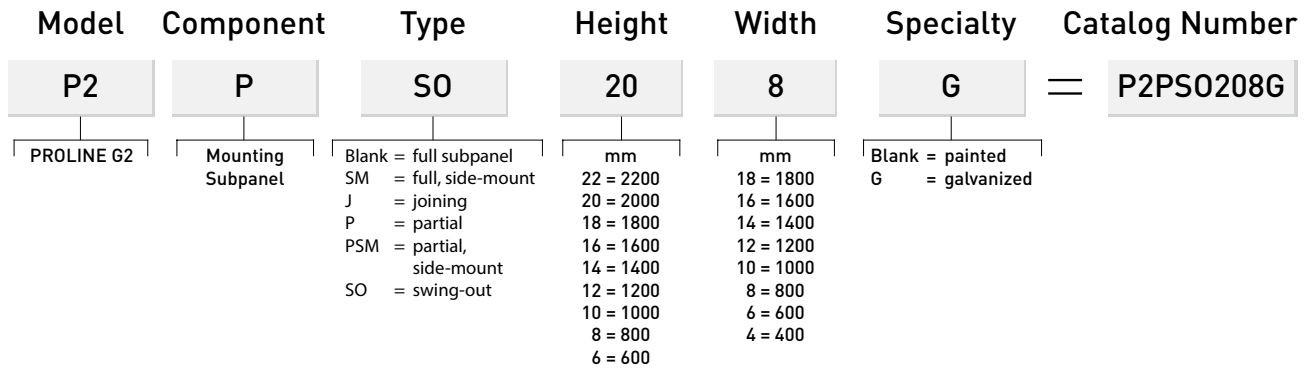 Model Component Type Height Width Specialty Catalog Number
P2 P SO 20 8 G = P2PSO208G
PROLINE G2
Mounting
Subpanel
Blank = full subpanel
SM = full, side-mount
J = joining
P = partial
PSM = partial,
side-mount
SO = swing-out
mm
22 = 2200
20 = 2000
18 = 1800
16 = 1600
14 = 1400
12 = 1200
10 = 1000
8 = 800
6 = 600
mm
18 = 1800
16 = 1600
14 = 1400
12 = 1200
10 = 1000
8 = 800
6 = 600
4 = 400
Blank = painted
G = galvanized